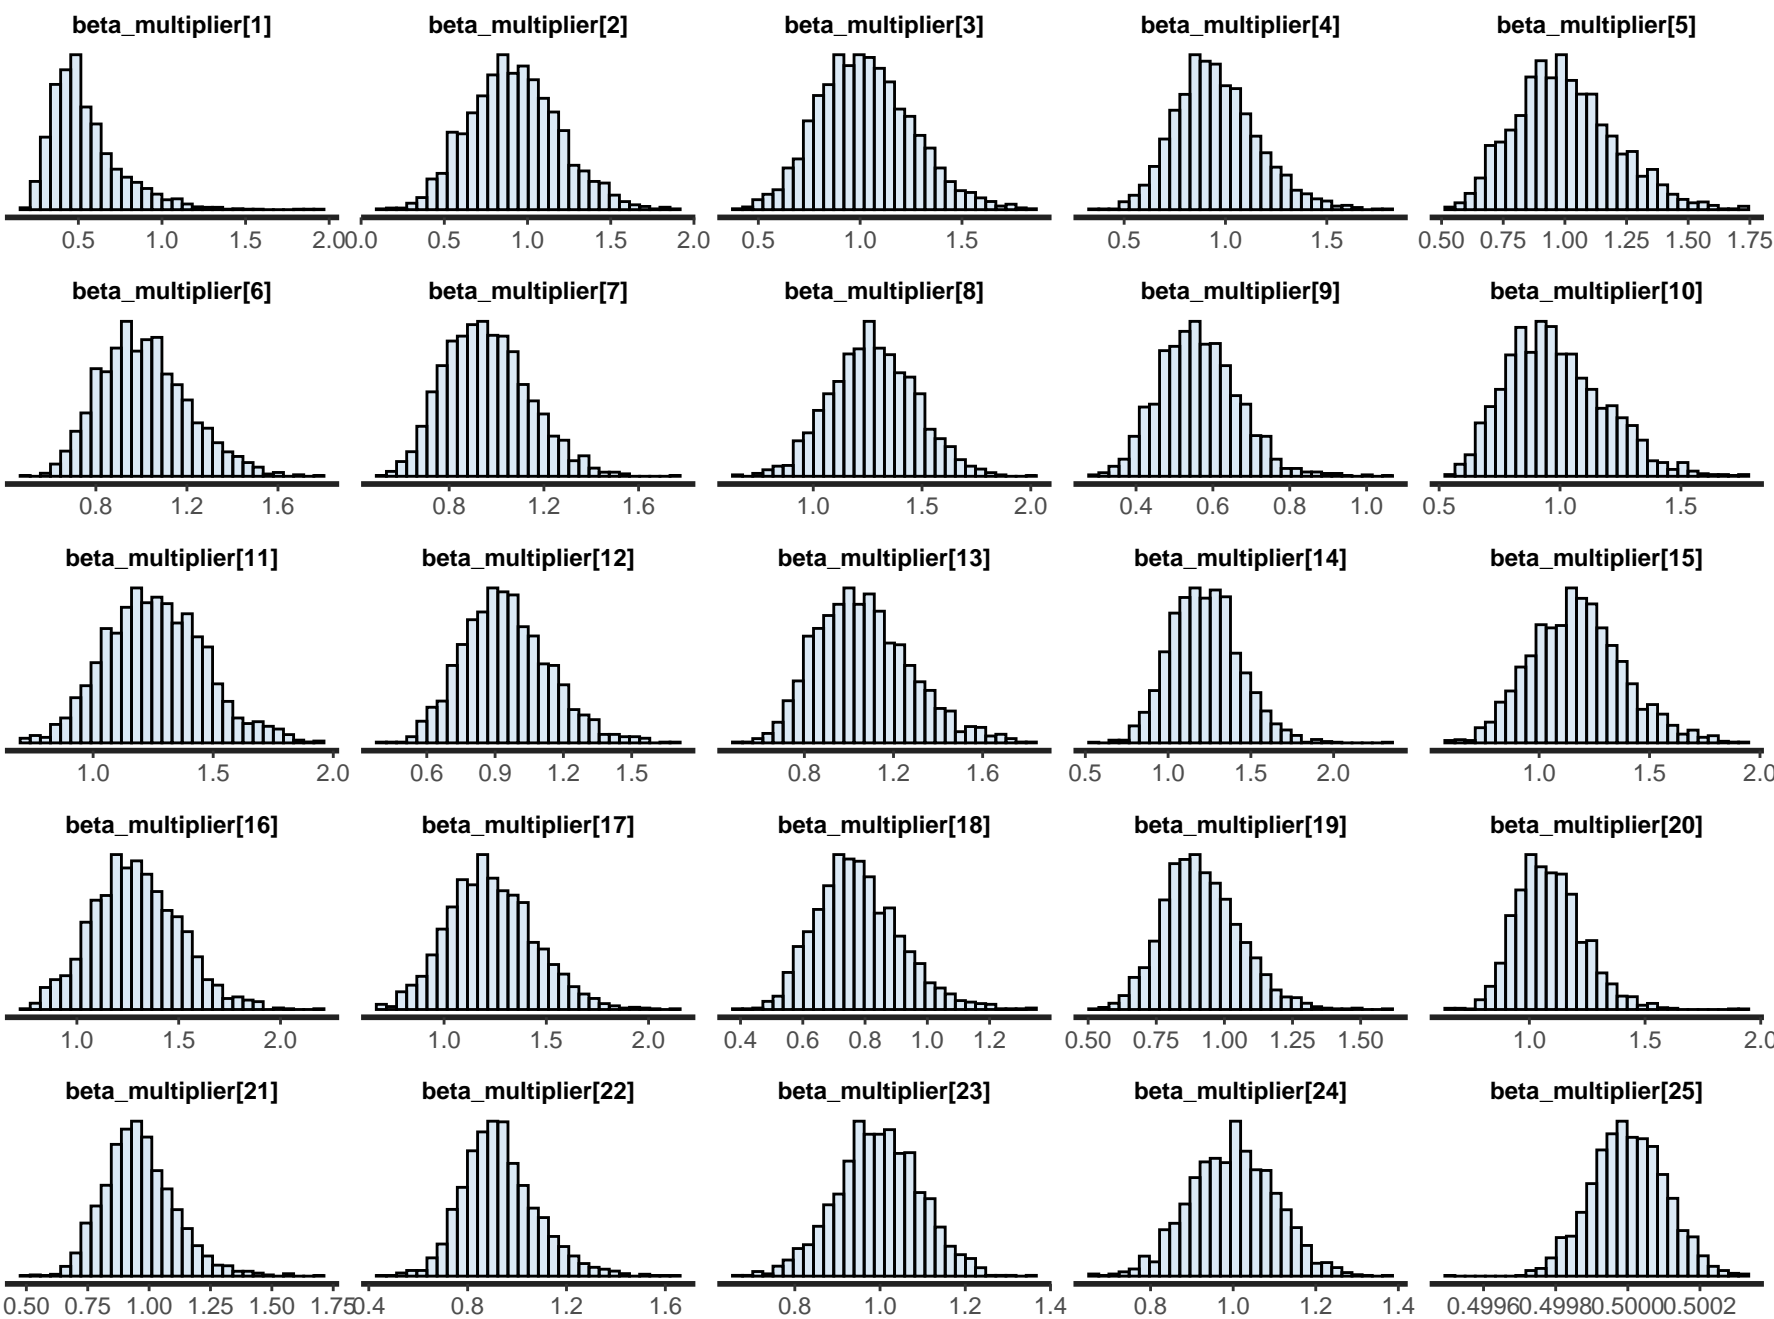 beta_multiplier[1] beta_multiplier[2] beta_multiplier[3] beta_multiplier[4] beta_multiplier[5]
0.5 1.0 1.5 2.0 0.0 0.5 1.0 1.5 2.0 0.5 1.0 1.5 0.5 1.0 1.5 0.50 0.75 1.00 1.25 1.50 1.75
beta_multiplier[6] beta_multiplier[7] beta_multiplier[8] beta_multiplier[9] beta_multiplier[10]
0.8 1.2 1.6 0.8 1.2 1.6 1.0 1.5 2.0 0.4 0.6 0.8 1.0 0.5 1.0 1.5
beta_multiplier[11] beta_multiplier[12] beta_multiplier[13] beta_multiplier[14] beta_multiplier[15]
1.0 1.5 2.0 0.6 0.9 1.2 1.5 0.8 1.2 1.6 0.5 1.0 1.5 2.0 1.0 1.5 2.0
beta_multiplier[16] beta_multiplier[17] beta_multiplier[18] beta_multiplier[19] beta_multiplier[20]
1.0 1.5 2.0 1.0 1.5 2.0 0.4 0.6 0.8 1.0 1.2 0.50 0.75 1.00 1.25 1.50 1.0 1.5 2.0
beta_multiplier[21] beta_multiplier[22] beta_multiplier[23] beta_multiplier[24] beta_multiplier[25]
0.50 0.75 1.00 1.25 1.50 1.75 0.4 0.8 1.2 1.6 0.8 1.0 1.2 1.4 0.8 1.0 1.2 1.4 0.4996 0.4998 0.5000 0.5002